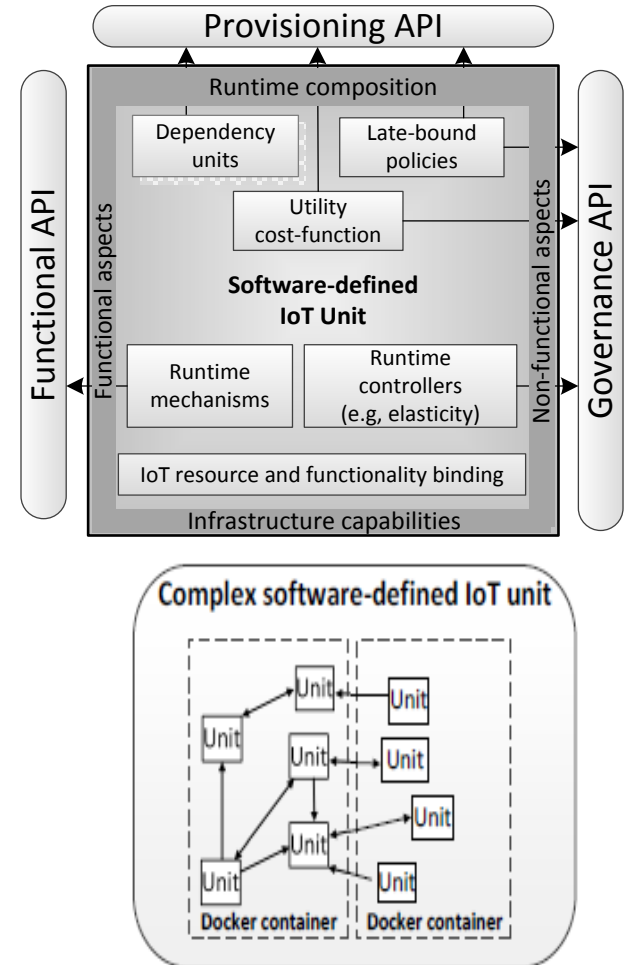 Provisioning API
Runtime composition
Dependency
units
Late-bound
policies
Utility
cost-function
Functional API
Functional aspects
Software-defined
IoT Unit
Non-functional aspects
Governance API
Runtime
mechanisms
Runtime
controllers
(e.g, elasticity)
IoT resource and functionality binding
Infrastructure capabilities
Complex software-defined IoT unit
Unit
Unit
Unit
Unit
Unit
Unit
Unit
Unit
Unit
Docker container
Docker container